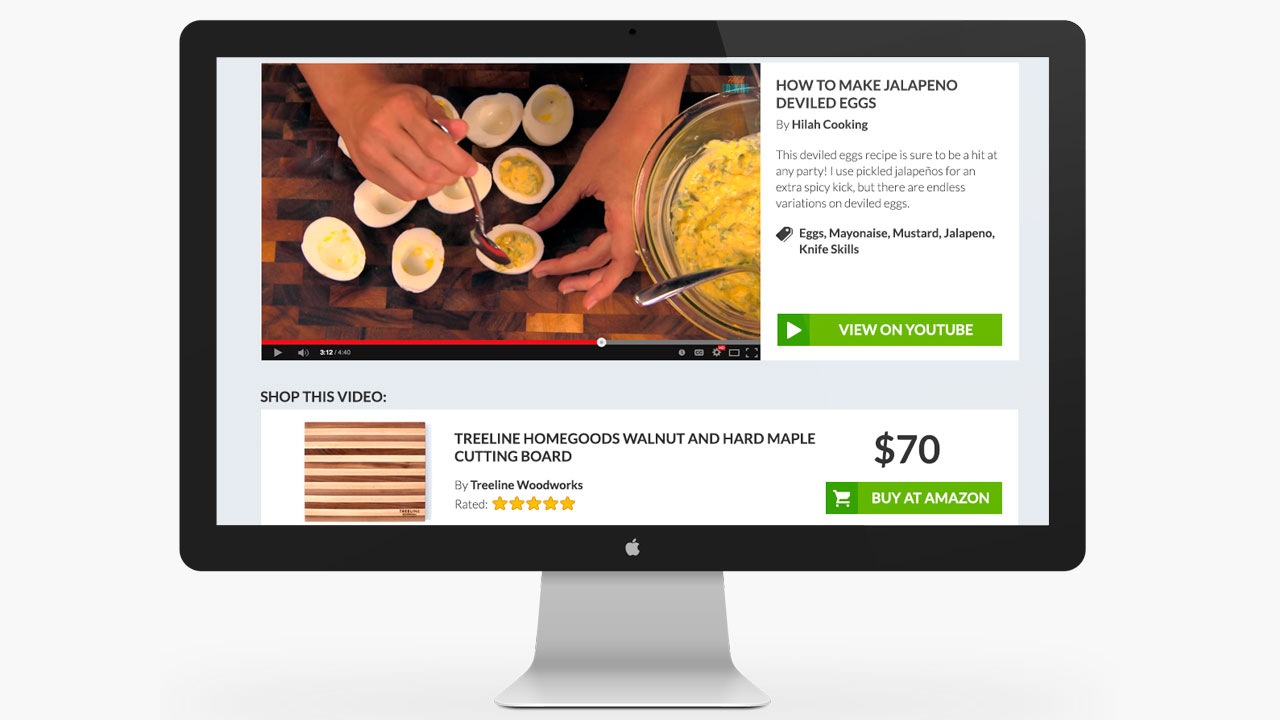 HOW TO MAKE JALAPENO
DEVILED EGGS
By Hilah Cooking
This deviled eggs recipe is sure to be a hit at
any party! I use pickled jalapeños for an
extra spicy kick, but there are endless
variations on deviled eggs.
Eggs, Mayonaise, Mustard, Jalapeno,
Knife Skills
VIEW ON YOUTUBE
3:12 / 4:40
SHOP THIS VIDEO:
TREELINE HOMEGOODS WALNUT AND HARD MAPLE
CUTTING BOARD
By Treeline Woodworks
Rated:
$70
BUY AT AMAZON
TREELINE